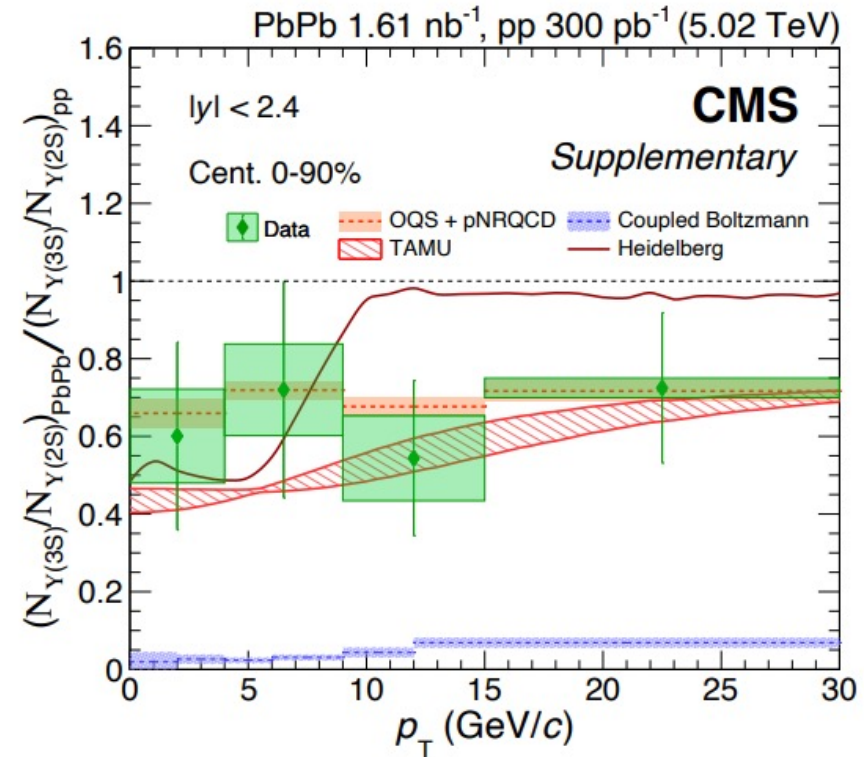 PbPb 1.61 nb⁻¹, pp 300 pb⁻¹ (5.02 TeV)
|y| < 2.4
CMS
Supplementary
Cent. 0-90%
Data
OQS + pNRQCD
Coupled Boltzmann
TAMU
Heidelberg
(N_Υ(3S)/N_Υ(2S))_PbPb/(N_Υ(3S)/N_Υ(2S))_pp
1.6
1.4
1.2
1
0.8
0.6
0.4
0.2
0
0 5 10 15 20 25 30
p_T (GeV/c)